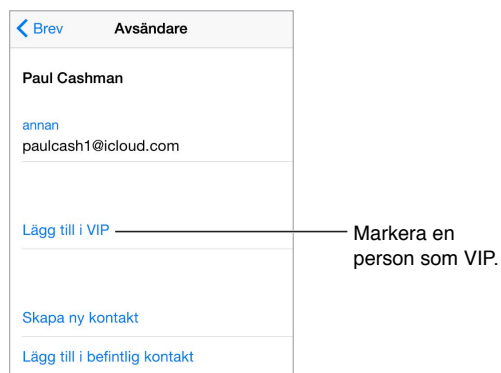 Brev Avsändare
Paul Cashman
annan
paulcash1@icloud.com
Lägg till i VIP
Markera en
person som VIP.
Skapa ny kontakt
Lägg till i befintlig kontakt